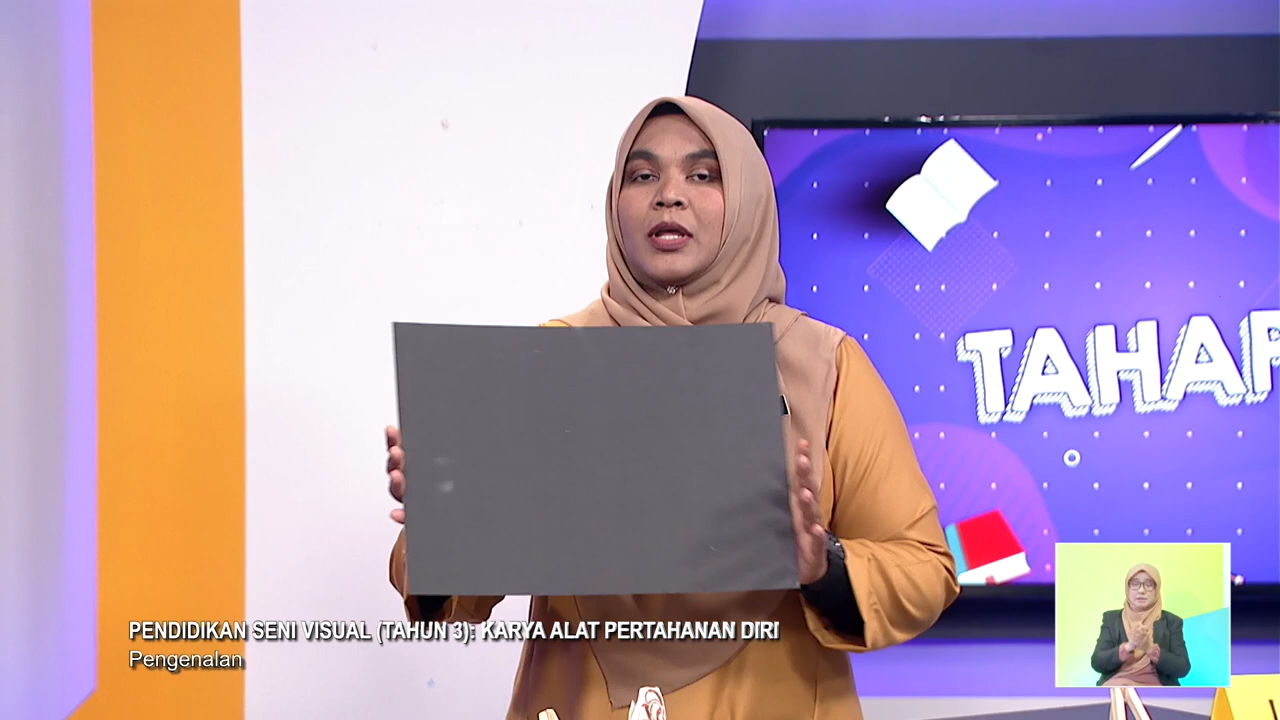 TAHAP
PENDIDIKAN SENI VISUAL (TAHUN 3): KARYA ALAT PERTAHANAN DIRI
Pengenalan